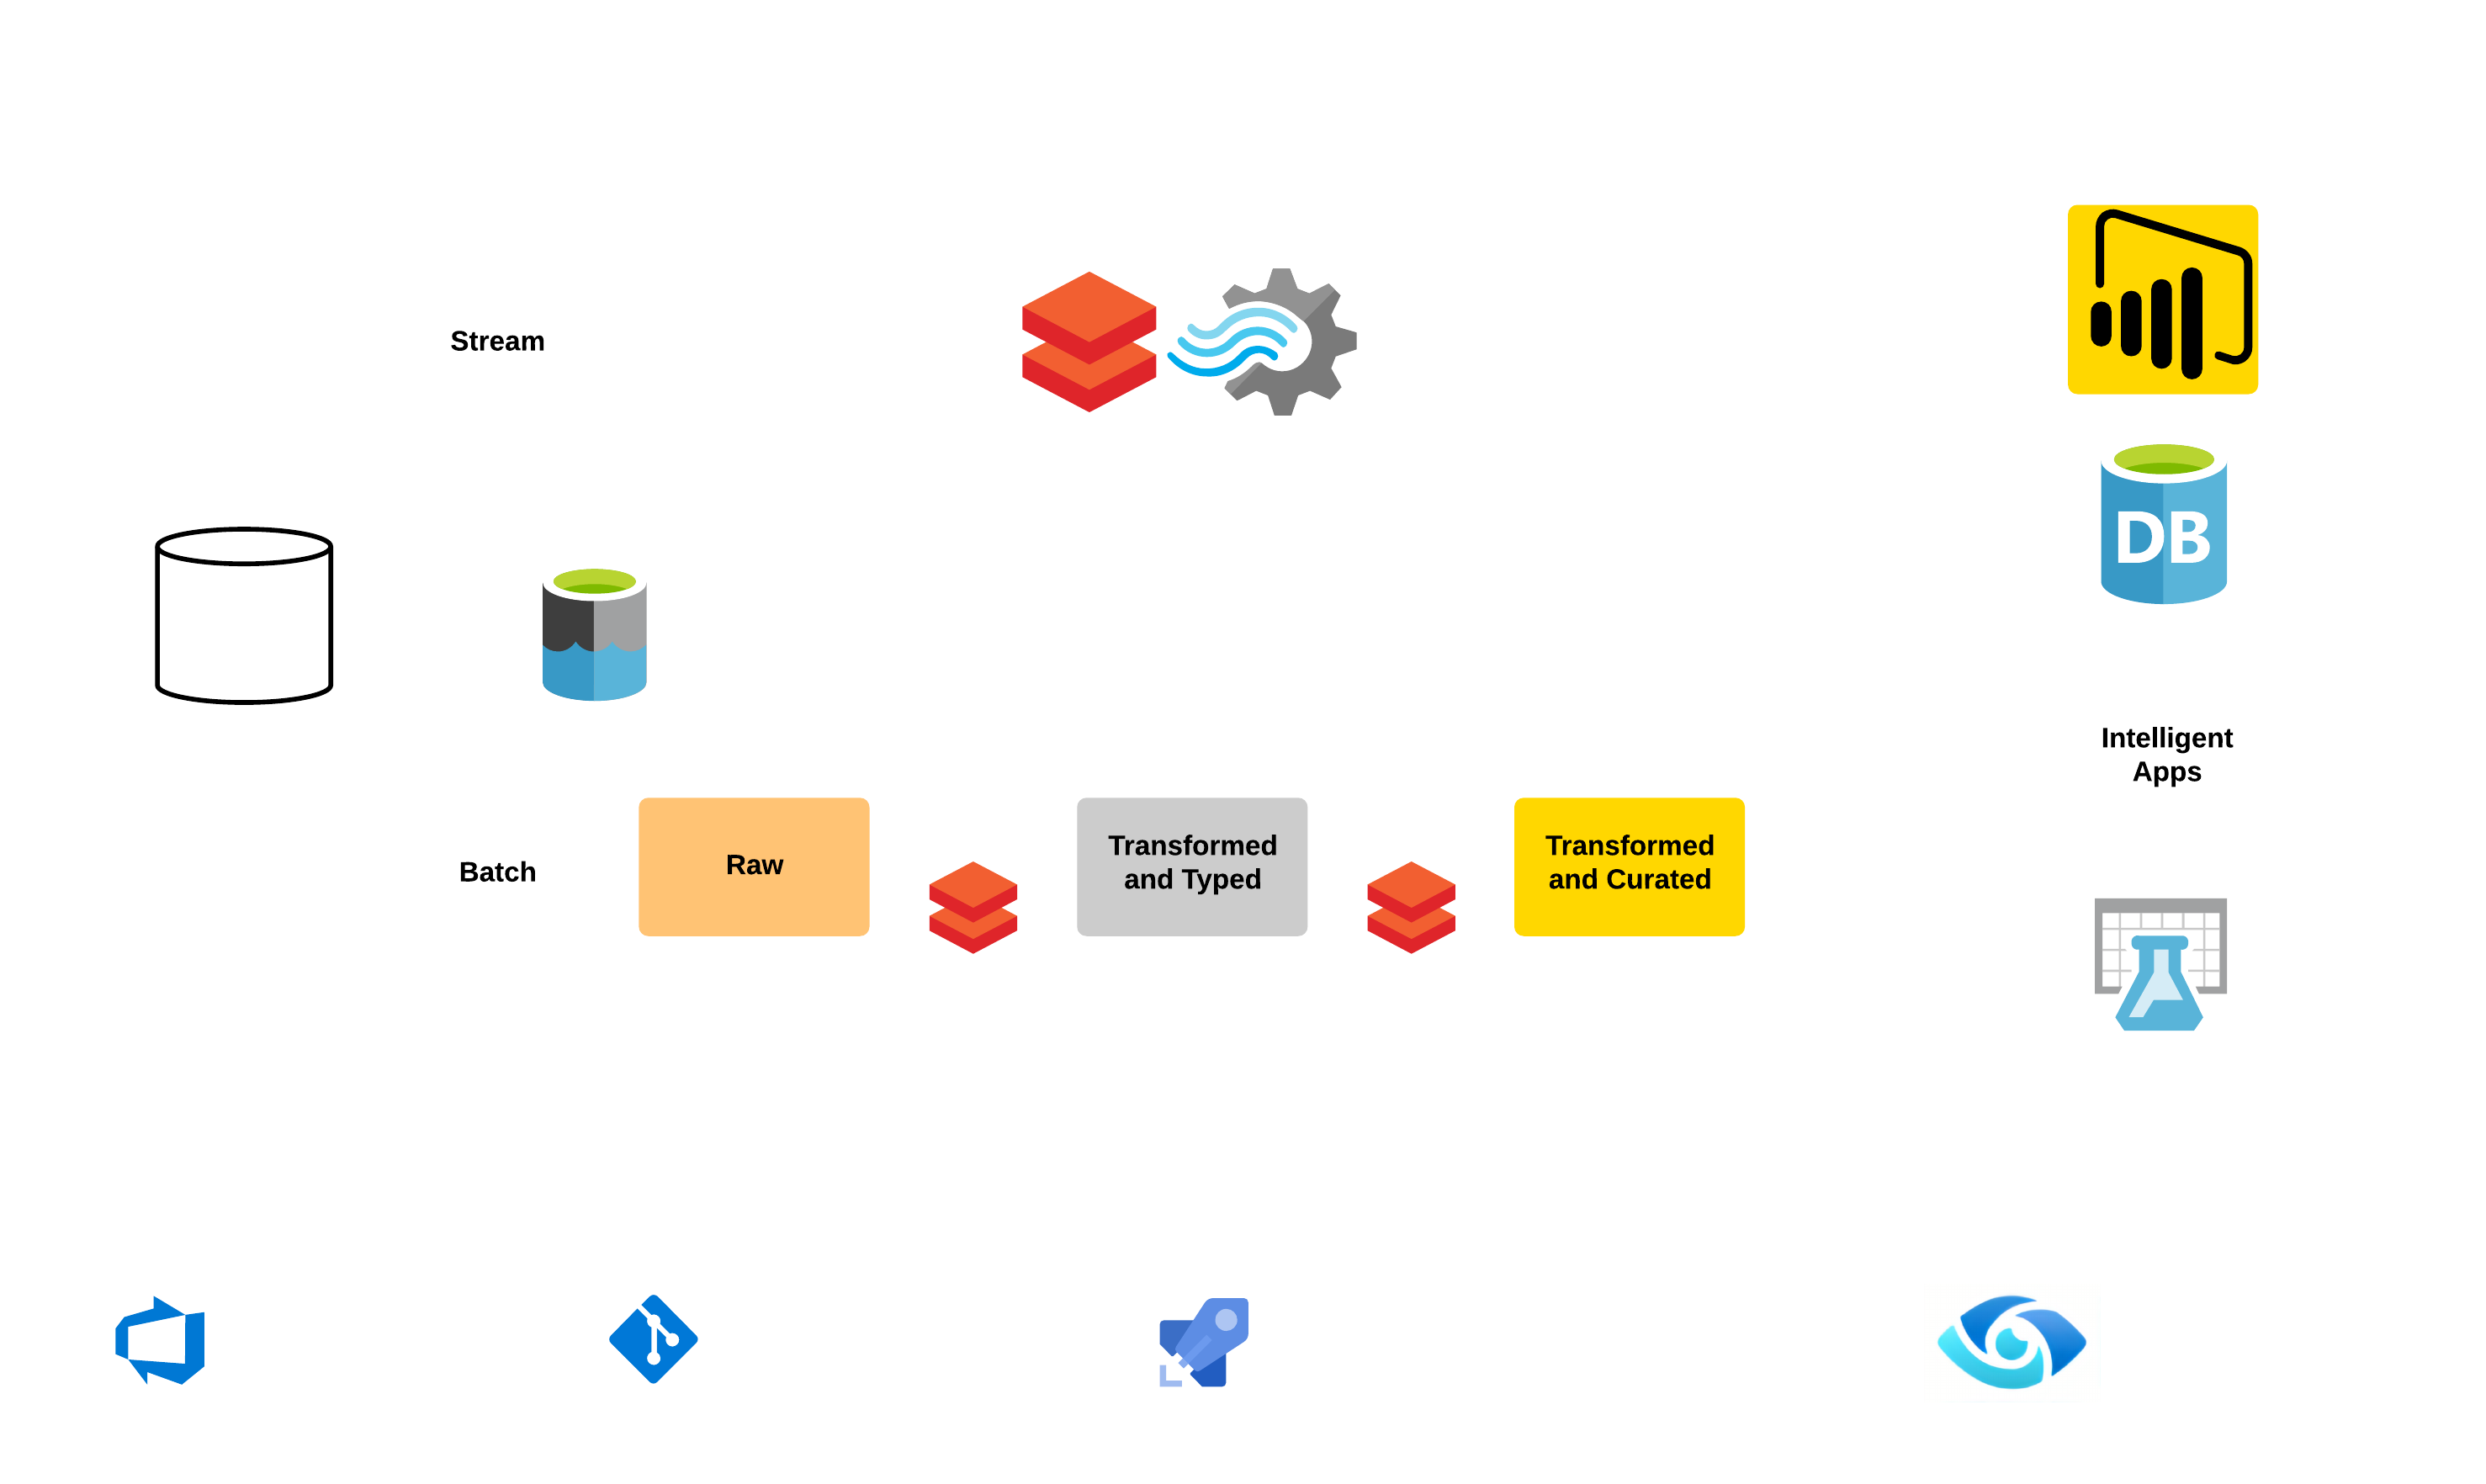 Stream
DB
Intelligent
Apps
Batch
Raw
Transformed
and Typed
Transformed
and Curated